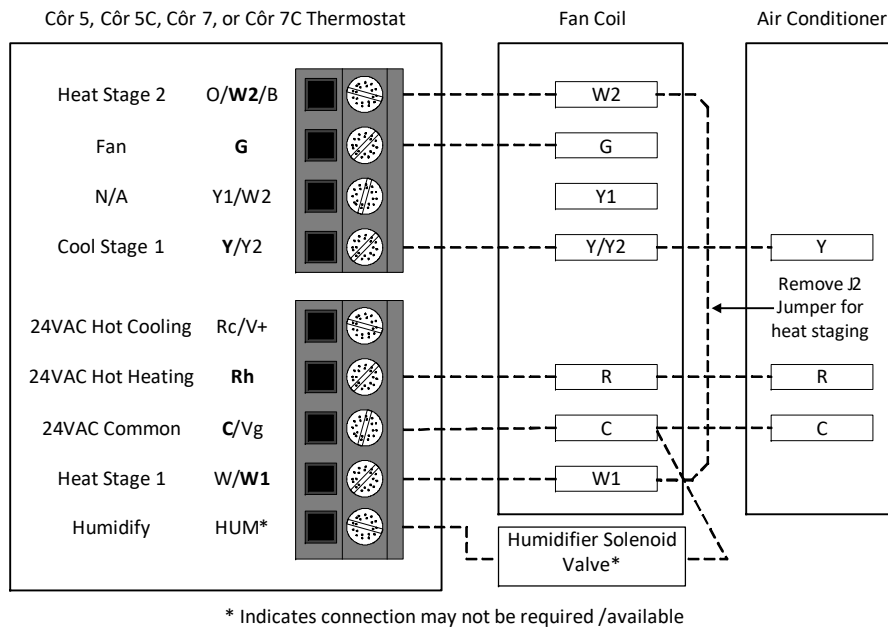 Côr 5, Côr 5C, Côr 7, or Côr 7C Thermostat Fan Coil Air Conditioner
Heat Stage 2 O/W2/B W2
Fan G G
N/A Y1/W2 Y1
Cool Stage 1 Y/Y2 Y/Y2 Y
Remove J2
Jumper for
heat staging
24VAC Hot Cooling Rc/V+
24VAC Hot Heating Rh R R
24VAC Common C/Vg C C
Heat Stage 1 W/W1 W1
Humidify HUM*
Humidifier Solenoid
Valve*
* Indicates connection may not be required /available